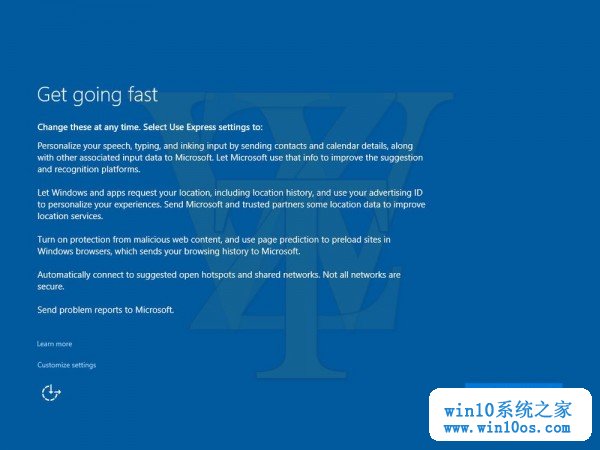 Get going fast
Change these at any time. Select Use Express settings to:
Personalize your speech, typing, and inking input by sending contacts and calendar details, along
with other associated input data to Microsoft. Let Microsoft use that info to improve the suggestion
and recognition platforms.
Let Windows and apps request your location, including location history, and use your advertising ID
to personalize your experiences. Send Microsoft and trusted partners some location data to improve
location services.
Turn on protection from malicious web content, and use page prediction to preload sites in
Windows browsers, which sends your browsing history to Microsoft.
Automatically connect to suggested open hotspots and shared networks. Not all networks are
secure.
Send problem reports to Microsoft.
Learn more
Customize settings
win10系统之家
www.win10os.com